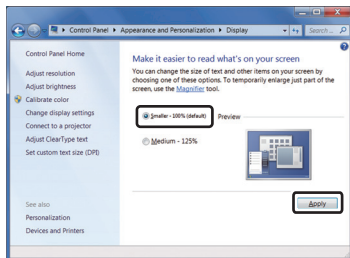 Control Panel ▸ Appearance and Personalization ▸ Display
Search...
Control Panel Home
Adjust resolution
Adjust brightness
Calibrate color
Change display settings
Connect to a projector
Adjust ClearType text
Set custom text size (DPI)
See also
Personalization
Devices and Printers
Make it easier to read what's on your screen
You can change the size of text and other items on your screen by
choosing one of these options. To temporarily enlarge just part of the
screen, use the Magnifier tool.
Smaller - 100% (default)
Preview
Medium - 125%
Apply